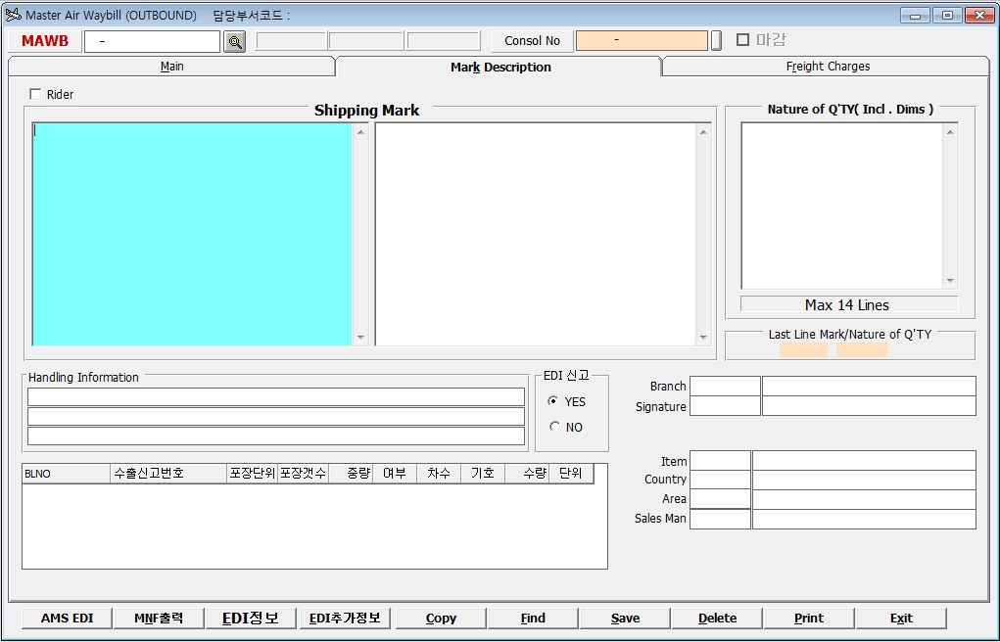 Master Air Waybill (OUTBOUND) 담당부서코드 :
MAWB - Consol No - 마감
Main Mark Description Freight Charges
Rider
Shipping Mark Nature of Q'TY( Incl . Dims )
Max 14 Lines
Last Line Mark/Nature of Q'TY
Handling Information EDI 신고
YES
NO
Branch
Signature
Item
Country
Area
Sales Man
BLNO 수출신고번호 포장단위 포장갯수 중량 여부 차수 기호 수량 단위
AMS EDI MNF출력 EDI정보 EDI추가정보 Copy Find Save Delete Print Exit